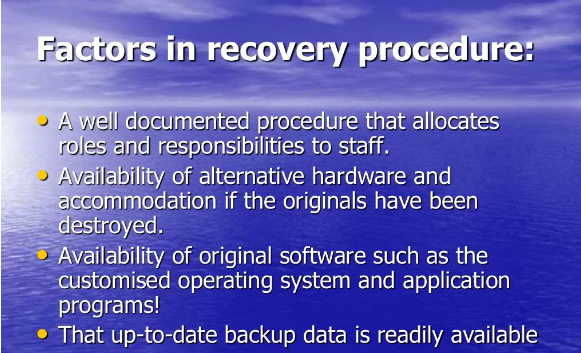 Factors in recovery procedure:
• A well documented procedure that allocates
roles and responsibilities to staff.
• Availability of alternative hardware and
accommodation if the originals have been
destroyed.
• Availability of original software such as the
customised operating system and application
programs!
• That up-to-date backup data is readily available